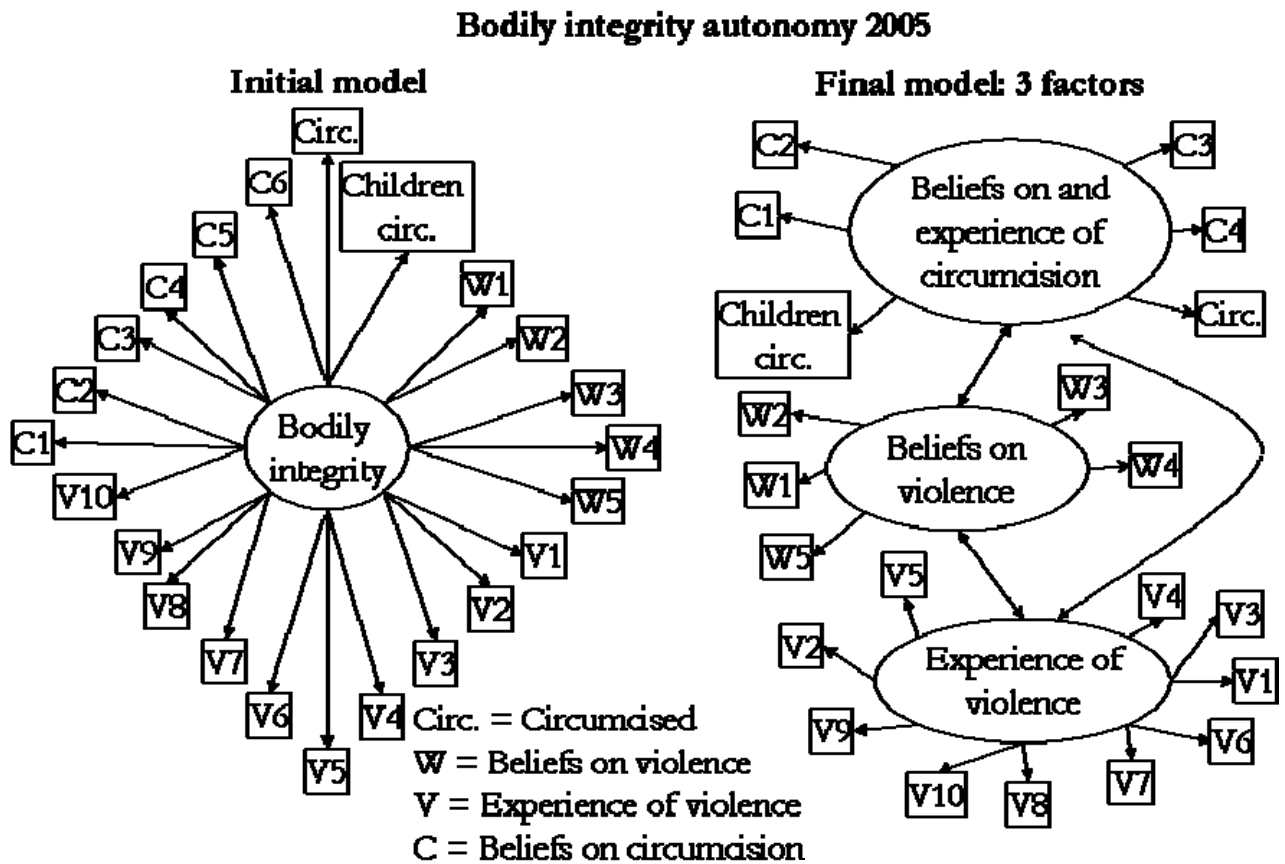 Bodily integrity autonomy 2005
Initial model
Circ.
C6
Children
circ.
C5
C4
W1
C3
W2
C2
W3
C1
Bodily
integrity
W4
V10
W5
V9
V1
V8
V2
V7
V3
V6
V4
V5
Final model: 3 factors
C2
C3
Beliefs on and
experience of
circumcision
C1
C4
Children
circ.
Circ.
W3
W2
Beliefs on
violence
W4
W1
W5
V5
V4
V3
V2
Experience of
violence
V1
V9
V6
V10
V8
V7
Circ. = Circumcised
W = Beliefs on violence
V = Experience of violence
C = Beliefs on circumcision